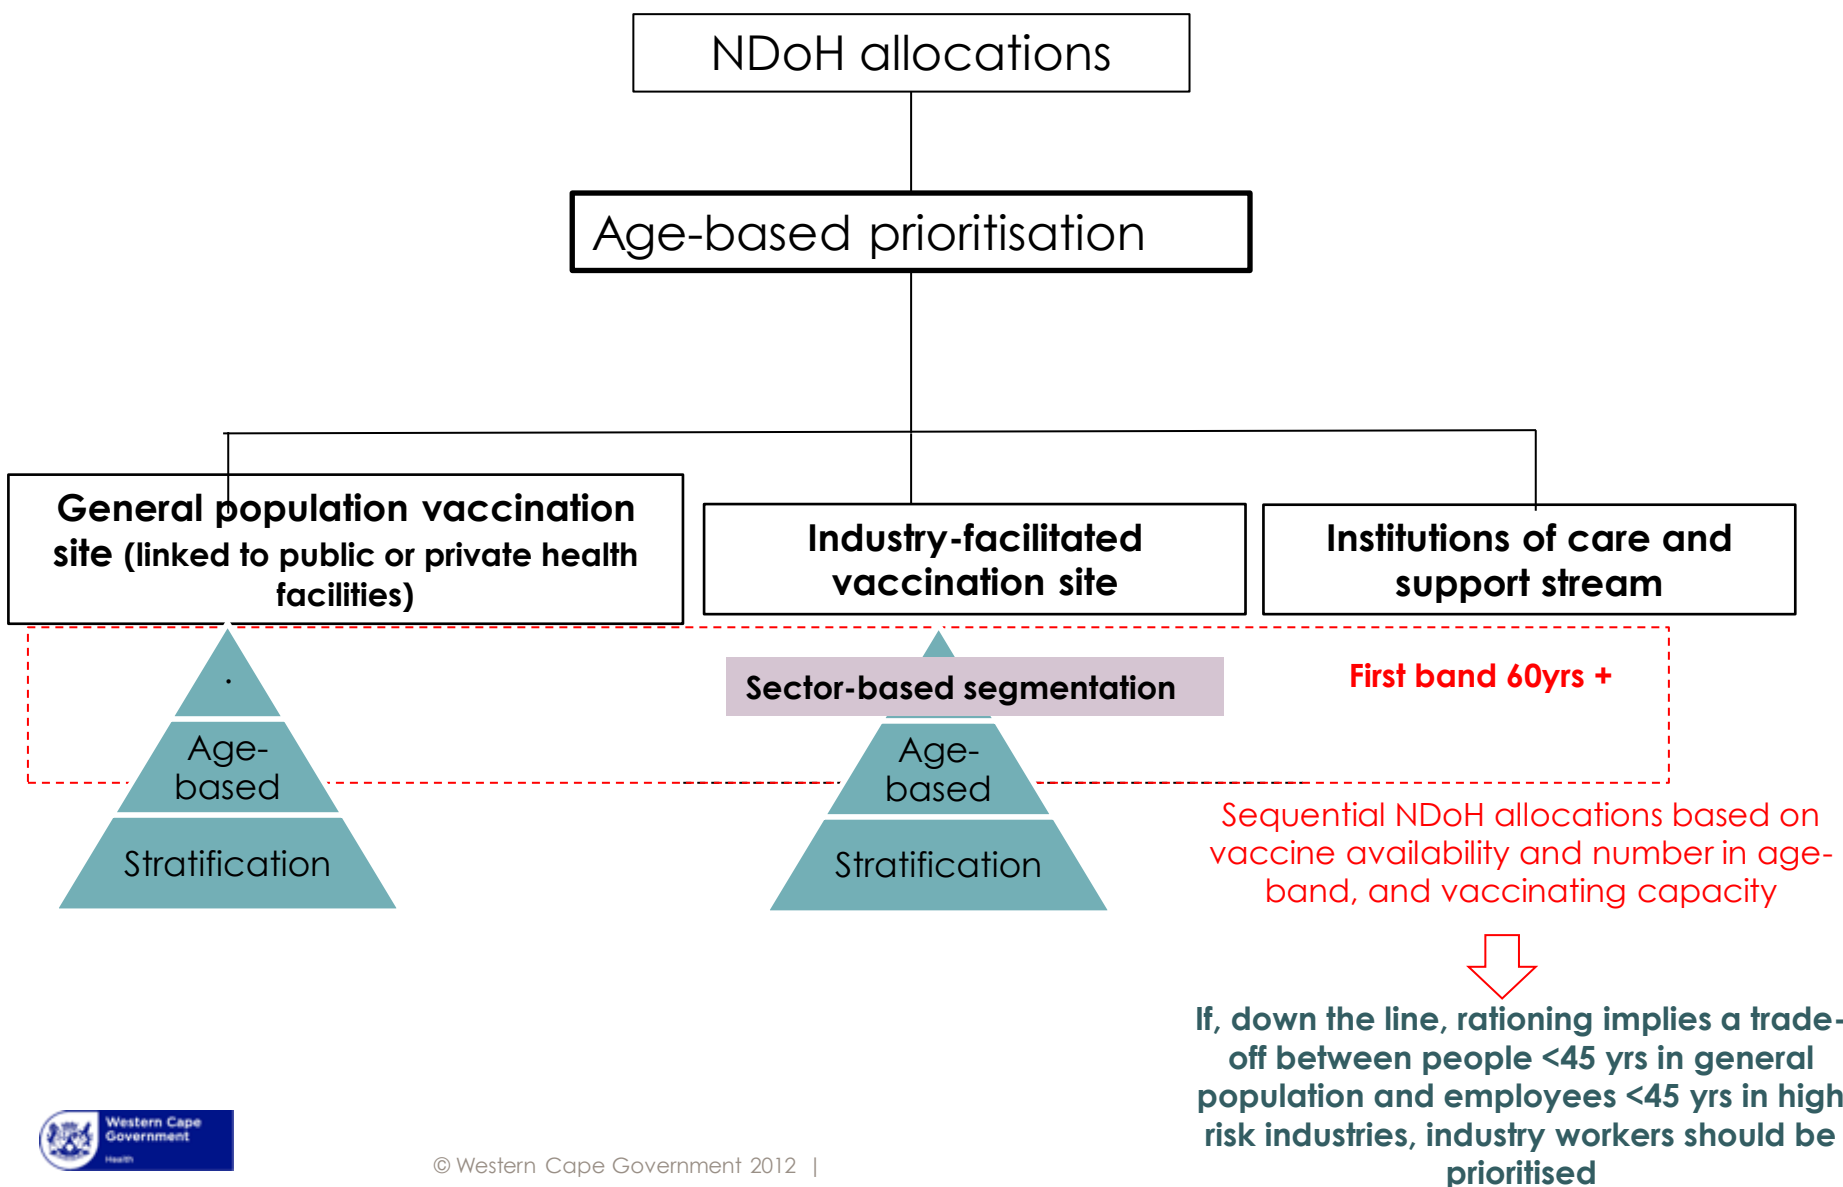 NDoH allocations
Age-based prioritisation
General population vaccination
site (linked to public or private health
facilities)
Industry-facilitated
vaccination site
Institutions of care and
support stream
.
Age-
based
Stratification
Sector-based segmentation
Age-
based
Stratification
First band 60yrs +
Sequential NDoH allocations based on
vaccine availability and number in age-
band, and vaccinating capacity
If, down the line, rationing implies a trade-
off between people <45 yrs in general
population and employees <45 yrs in high
risk industries, industry workers should be
prioritised
Western Cape
Government
Health
© Western Cape Government 2012 |